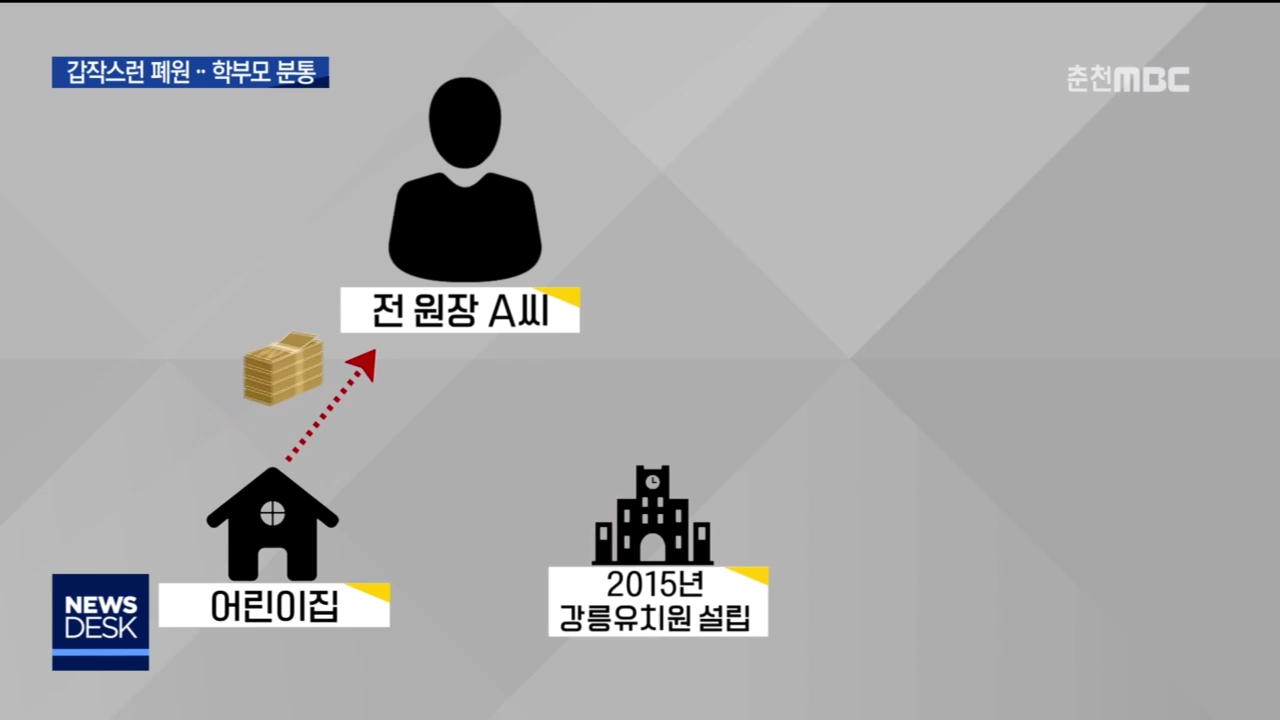 갑작스런 폐원‥학부모 분통
춘천MBC
전 원장 A씨
어린이집
2015년
강릉유치원 설립
NEWS
DESK